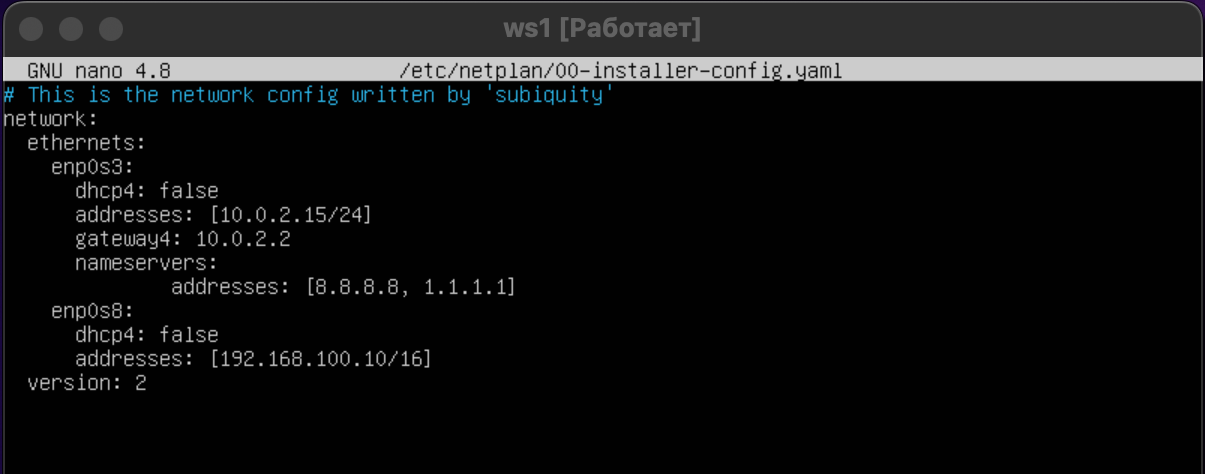 ws1 [Работает]
GNU nano 4.8 /etc/netplan/00-installer-config.yaml
# This is the network config written by 'subiquity'
network:
  ethernets:
    enp0s3:
      dhcp4: false
      addresses: [10.0.2.15/24]
      gateway4: 10.0.2.2
      nameservers:
              addresses: [8.8.8.8, 1.1.1.1]
    enp0s8:
      dhcp4: false
      addresses: [192.168.100.10/16]
  version: 2